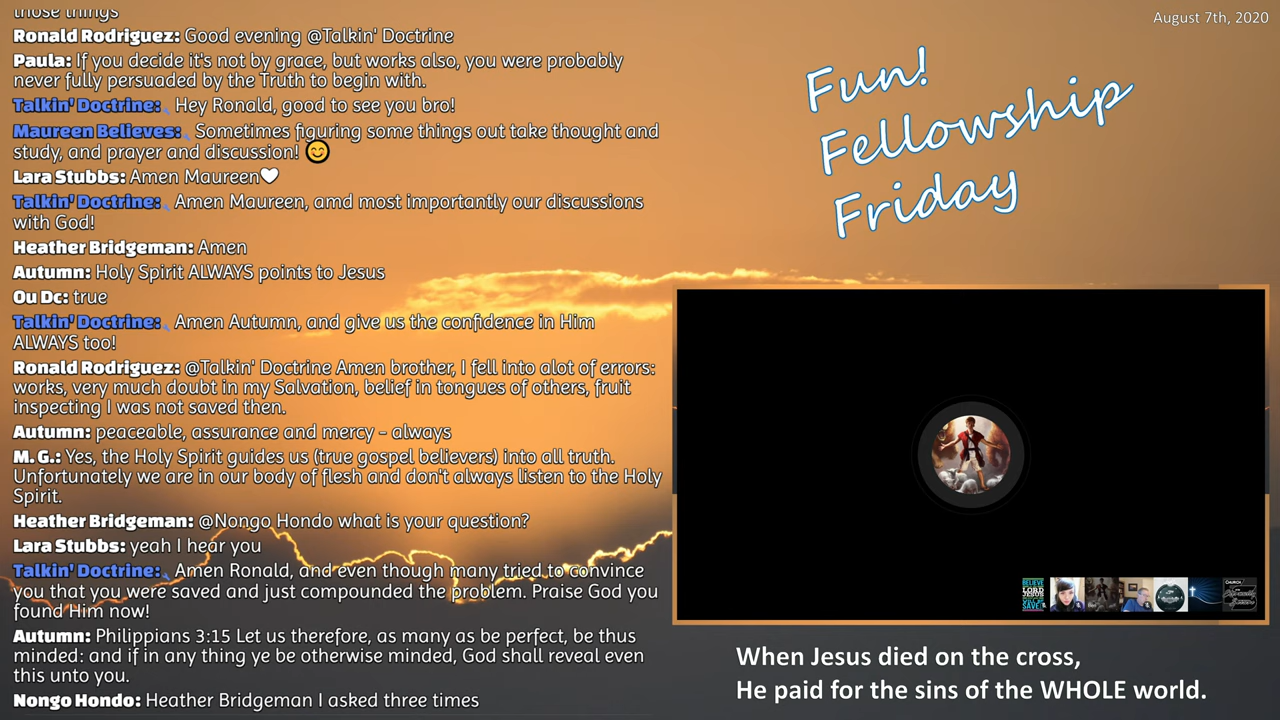 those things
Ronald Rodriguez: Good evening @Talkin' Doctrine
Paula: If you decide it's not by grace, but works also, you were probably
never fully persuaded by the Truth to begin with.
Talkin' Doctrine: Hey Ronald, good to see you bro!
Maureen Believes: Sometimes figuring some things out take thought and
study, and prayer and discussion! 😊
Lara Stubbs: Amen Maureen🤍
Talkin' Doctrine: Amen Maureen, amd most importantly our discussions
with God!
Heather Bridgeman: Amen
Autumn: Holy Spirit ALWAYS points to Jesus
Ou Dc: true
Talkin' Doctrine: Amen Autumn, and give us the confidence in Him
ALWAYS too!
Ronald Rodriguez: @Talkin' Doctrine Amen brother, I fell into alot of errors:
works, very much doubt in my Salvation, belief in tongues of others, fruit
inspecting I was not saved then.
Autumn: peaceable, assurance and mercy - always
M. G.: Yes, the Holy Spirit guides us (true gospel believers) into all truth.
Unfortunately we are in our body of flesh and don't always listen to the Holy
Spirit.
Heather Bridgeman: @Nongo Hondo what is your question?
Lara Stubbs: yeah I hear you
Talkin' Doctrine: Amen Ronald, and even though many tried to convince
you that you were saved and just compounded the problem. Praise God you
found Him now!
Autumn: Philippians 3:15 Let us therefore, as many as be perfect, be thus
minded: and if in any thing ye be otherwise minded, God shall reveal even
this unto you.
Nongo Hondo: Heather Bridgeman I asked three times
August 7th, 2020
Fun!
Fellowship
Friday
BELIEVE
LORD
JESUS
SAVE
CHURCH
When Jesus died on the cross,
He paid for the sins of the WHOLE world.